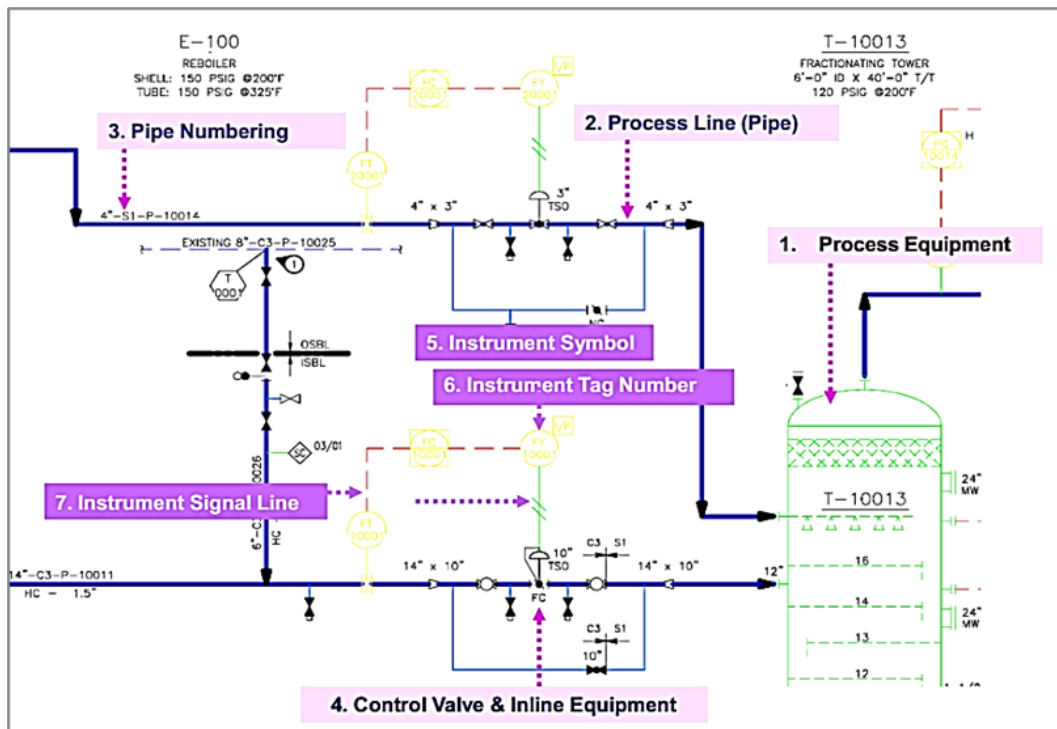 E-100
REBOILER
SHELL: 150 PSIG @200°F
TUBE: 150 PSIG @325°F
T-10013
FRACTIONATING TOWER
6'-0" ID X 40'-0" T/T
120 PSIG @200°F
FC
20001
FY
20001
I/P
3. Pipe Numbering
2. Process Line (Pipe)
PC
10014
H
FT
20001
4"-S1-P-10014
4" x 3"
3"
TSO
4" x 3"
EXISTING 8"-C3-P-10025
1
T
0001
1. Process Equipment
NC
5. Instrument Symbol
OSBL
ISBL
6. Instrument Tag Number
FC
10001
FY
10001
I/P
SC
03/01
24"
MW
T-10013
7. Instrument Signal Line
FT
10001
HC
10"
TSO
C3
S1
14"-C3-P-10011
HC - 1.5"
14" x 10"
FC
14" x 10"
12"
16
14
24"
MW
C3
S1
10"
13
12
4. Control Valve & Inline Equipment